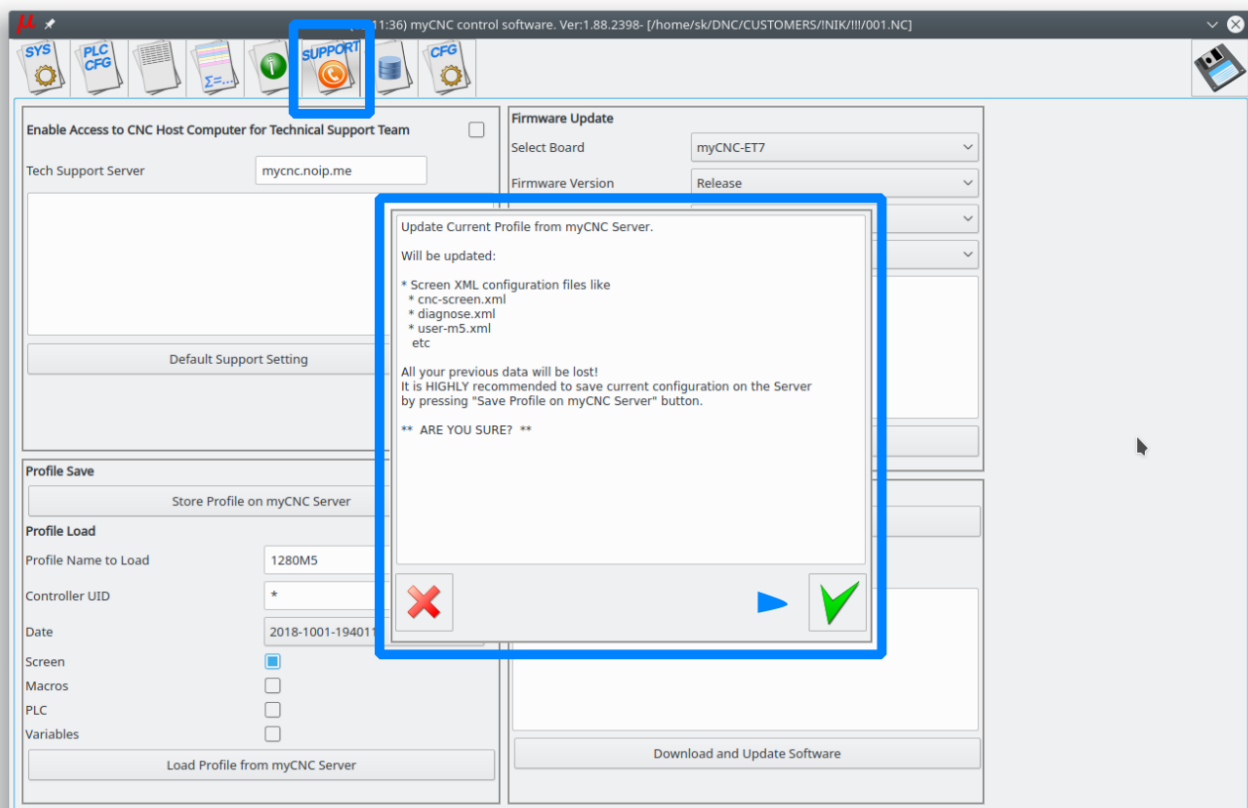 11:36) myCNC control software. Ver:1.88.2398- [/home/sk/DNC/CUSTOMERS/!NIK/!!!/001.NC]
SYS
PLC CFG
Σ=...
i
SUPPORT
CFG
Enable Access to CNC Host Computer for Technical Support Team
Tech Support Server
mycnc.noip.me
Default Support Setting
Firmware Update
Select Board
myCNC-ET7
Firmware Version
Release
Update Current Profile from myCNC Server.
Will be updated:
* Screen XML configuration files like
* cnc-screen.xml
* diagnose.xml
* user-m5.xml
etc
All your previous data will be lost!
It is HIGHLY recommended to save current configuration on the Server
by pressing "Save Profile on myCNC Server" button.
** ARE YOU SURE? **
Profile Save
Store Profile on myCNC Server
Profile Load
Profile Name to Load
1280M5
Controller UID
*
Date
2018-1001-194011
Screen
Macros
PLC
Variables
Load Profile from myCNC Server
Download and Update Software